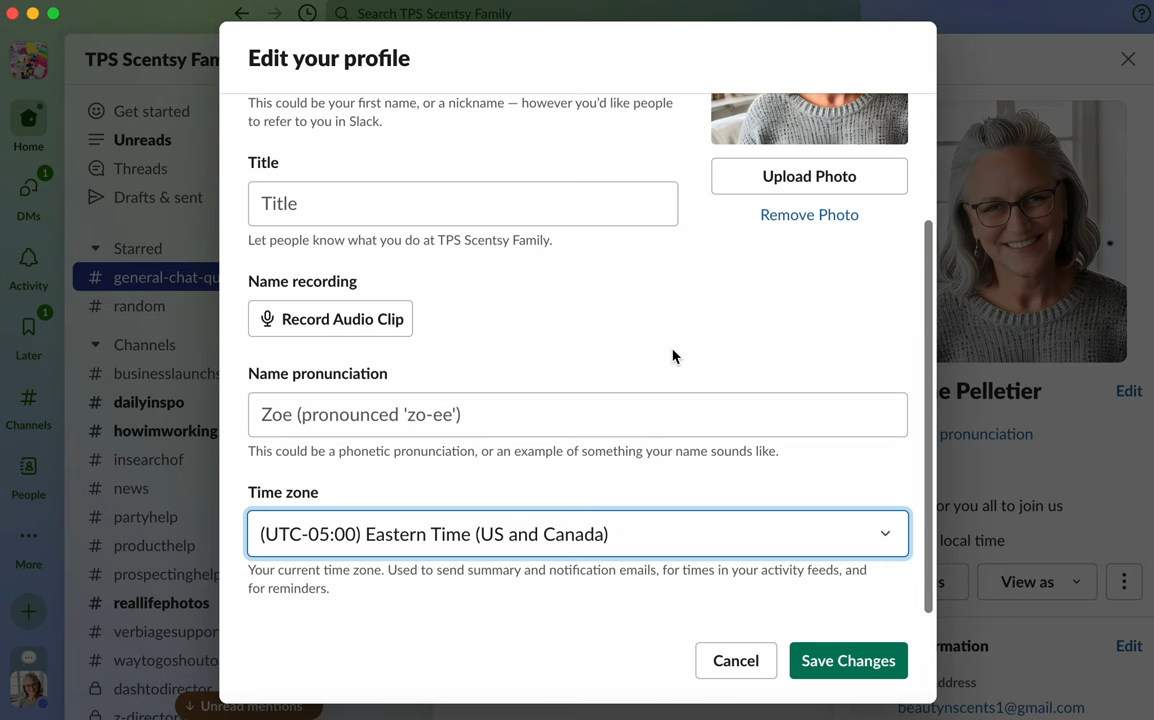 Search TPS Scentsy Family
TPS Scentsy Fam
Edit your profile
This could be your first name, or a nickname — however you'd like people
to refer to you in Slack.
Title
Title
Let people know what you do at TPS Scentsy Family.
Upload Photo
Remove Photo
Name recording
Record Audio Clip
Name pronunciation
Zoe (pronounced 'zo-ee')
This could be a phonetic pronunciation, or an example of something your name sounds like.
Time zone
(UTC-05:00) Eastern Time (US and Canada)
Your current time zone. Used to send summary and notification emails, for times in your activity feeds, and
for reminders.
Cancel
Save Changes
Home
1
DMs
Activity
1
Later
Channels
People
More
Get started
Unreads
Threads
Drafts & sent
Starred
# general-chat-qu
# random
Channels
# businesslaunchs
# dailyinspo
# howimworking
# insearchof
# news
# partyhelp
# producthelp
# prospectinghelp
# reallifephotos
# verbiagesuppor
# waytogoshouto
dashtodirector
z-director
↓ Unread mentions
e Pelletier
Edit
pronunciation
or you all to join us
local time
s
View as
rmation
Edit
ddress
beautynscents1@gmail.com